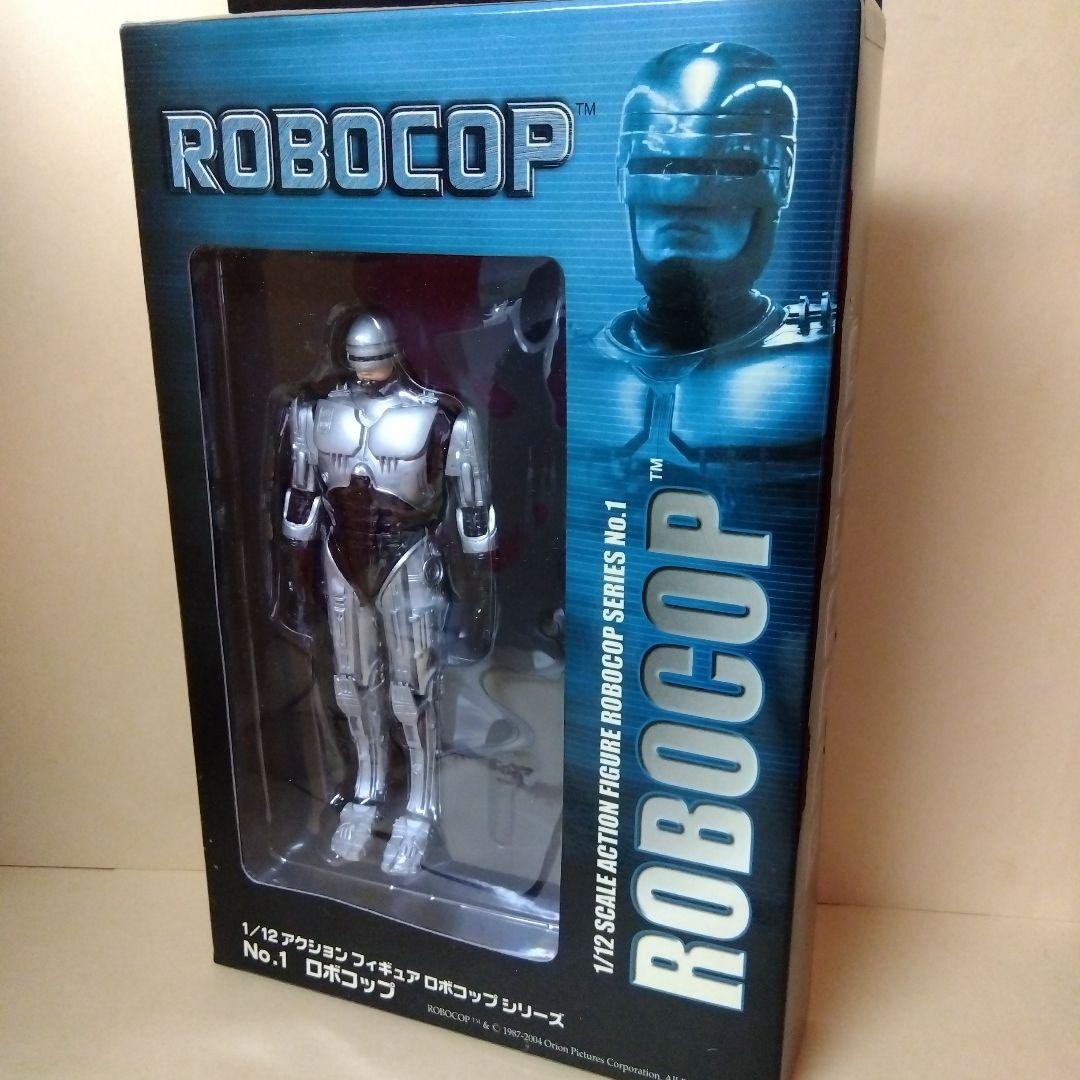 ROBOCOP™
1/12 SCALE ACTION FIGURE ROBOCOP SERIES No.1
ROBOCOP™
1/12 アクション フィギュア ロボコップ シリーズ
No.1 ロボコップ
ROBOCOP™ & © 1987-2004 Orion Pictures Corporation. All